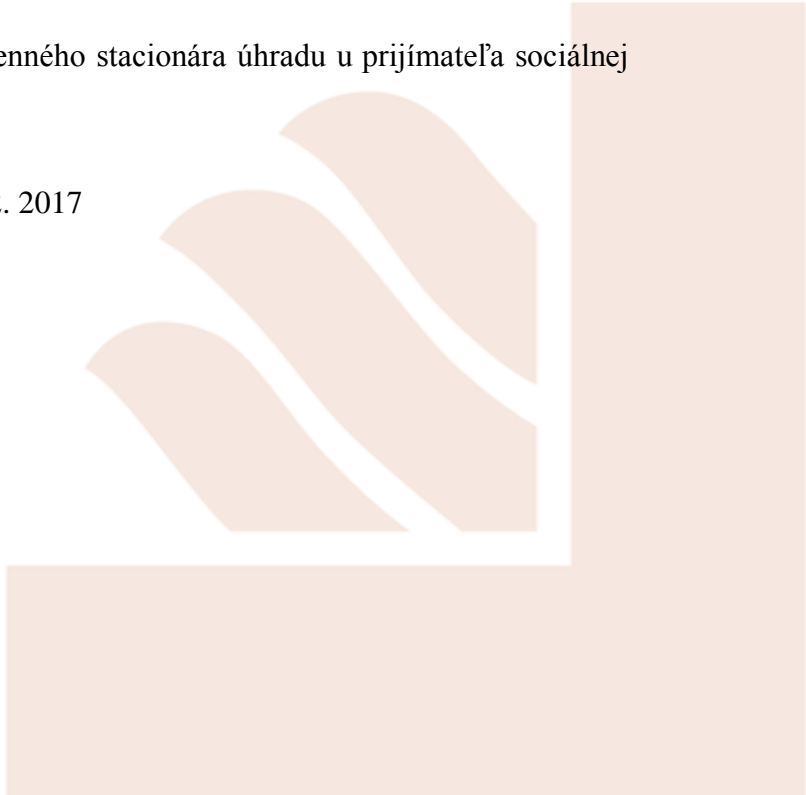 enného stacionára úhradu u prijímateľa sociálnej
. 2017